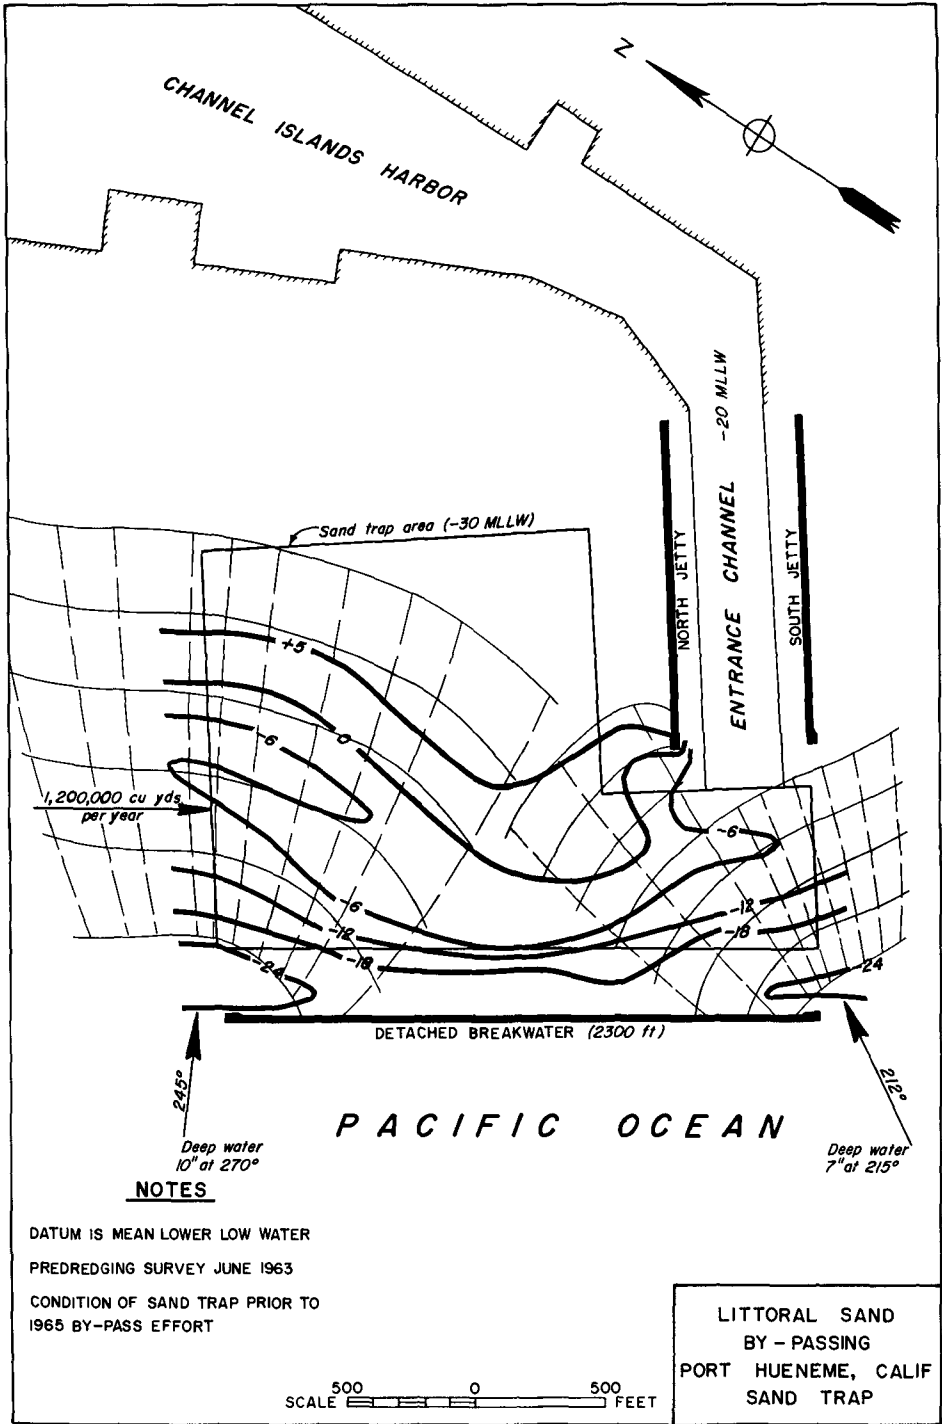 N
CHANNEL ISLANDS HARBOR
-20 MLLW
ENTRANCE CHANNEL
NORTH JETTY
SOUTH JETTY
Sand trap area (-30 MLLW)
+5
0
-6
1,200,000 cu yds
per year
-6
-6
-12
-12
-18
-18
-24
-24
DETACHED BREAKWATER (2300 ft)
245°
212°
PACIFIC OCEAN
Deep water
10" at 270°
Deep water
7" at 215°
NOTES
DATUM IS MEAN LOWER LOW WATER
PREDREDGING SURVEY JUNE 1963
CONDITION OF SAND TRAP PRIOR TO
1965 BY-PASS EFFORT
SCALE 500 0 500 FEET
LITTORAL SAND
BY-PASSING
PORT HUENEME, CALIF
SAND TRAP